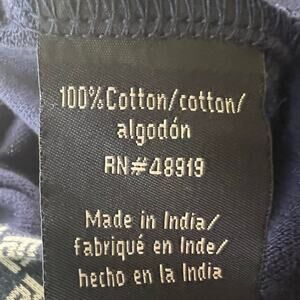 100% Cotton/cotton/
algodón
RN#48919
Made in India/
fabriqué en Inde/
hecho en la India